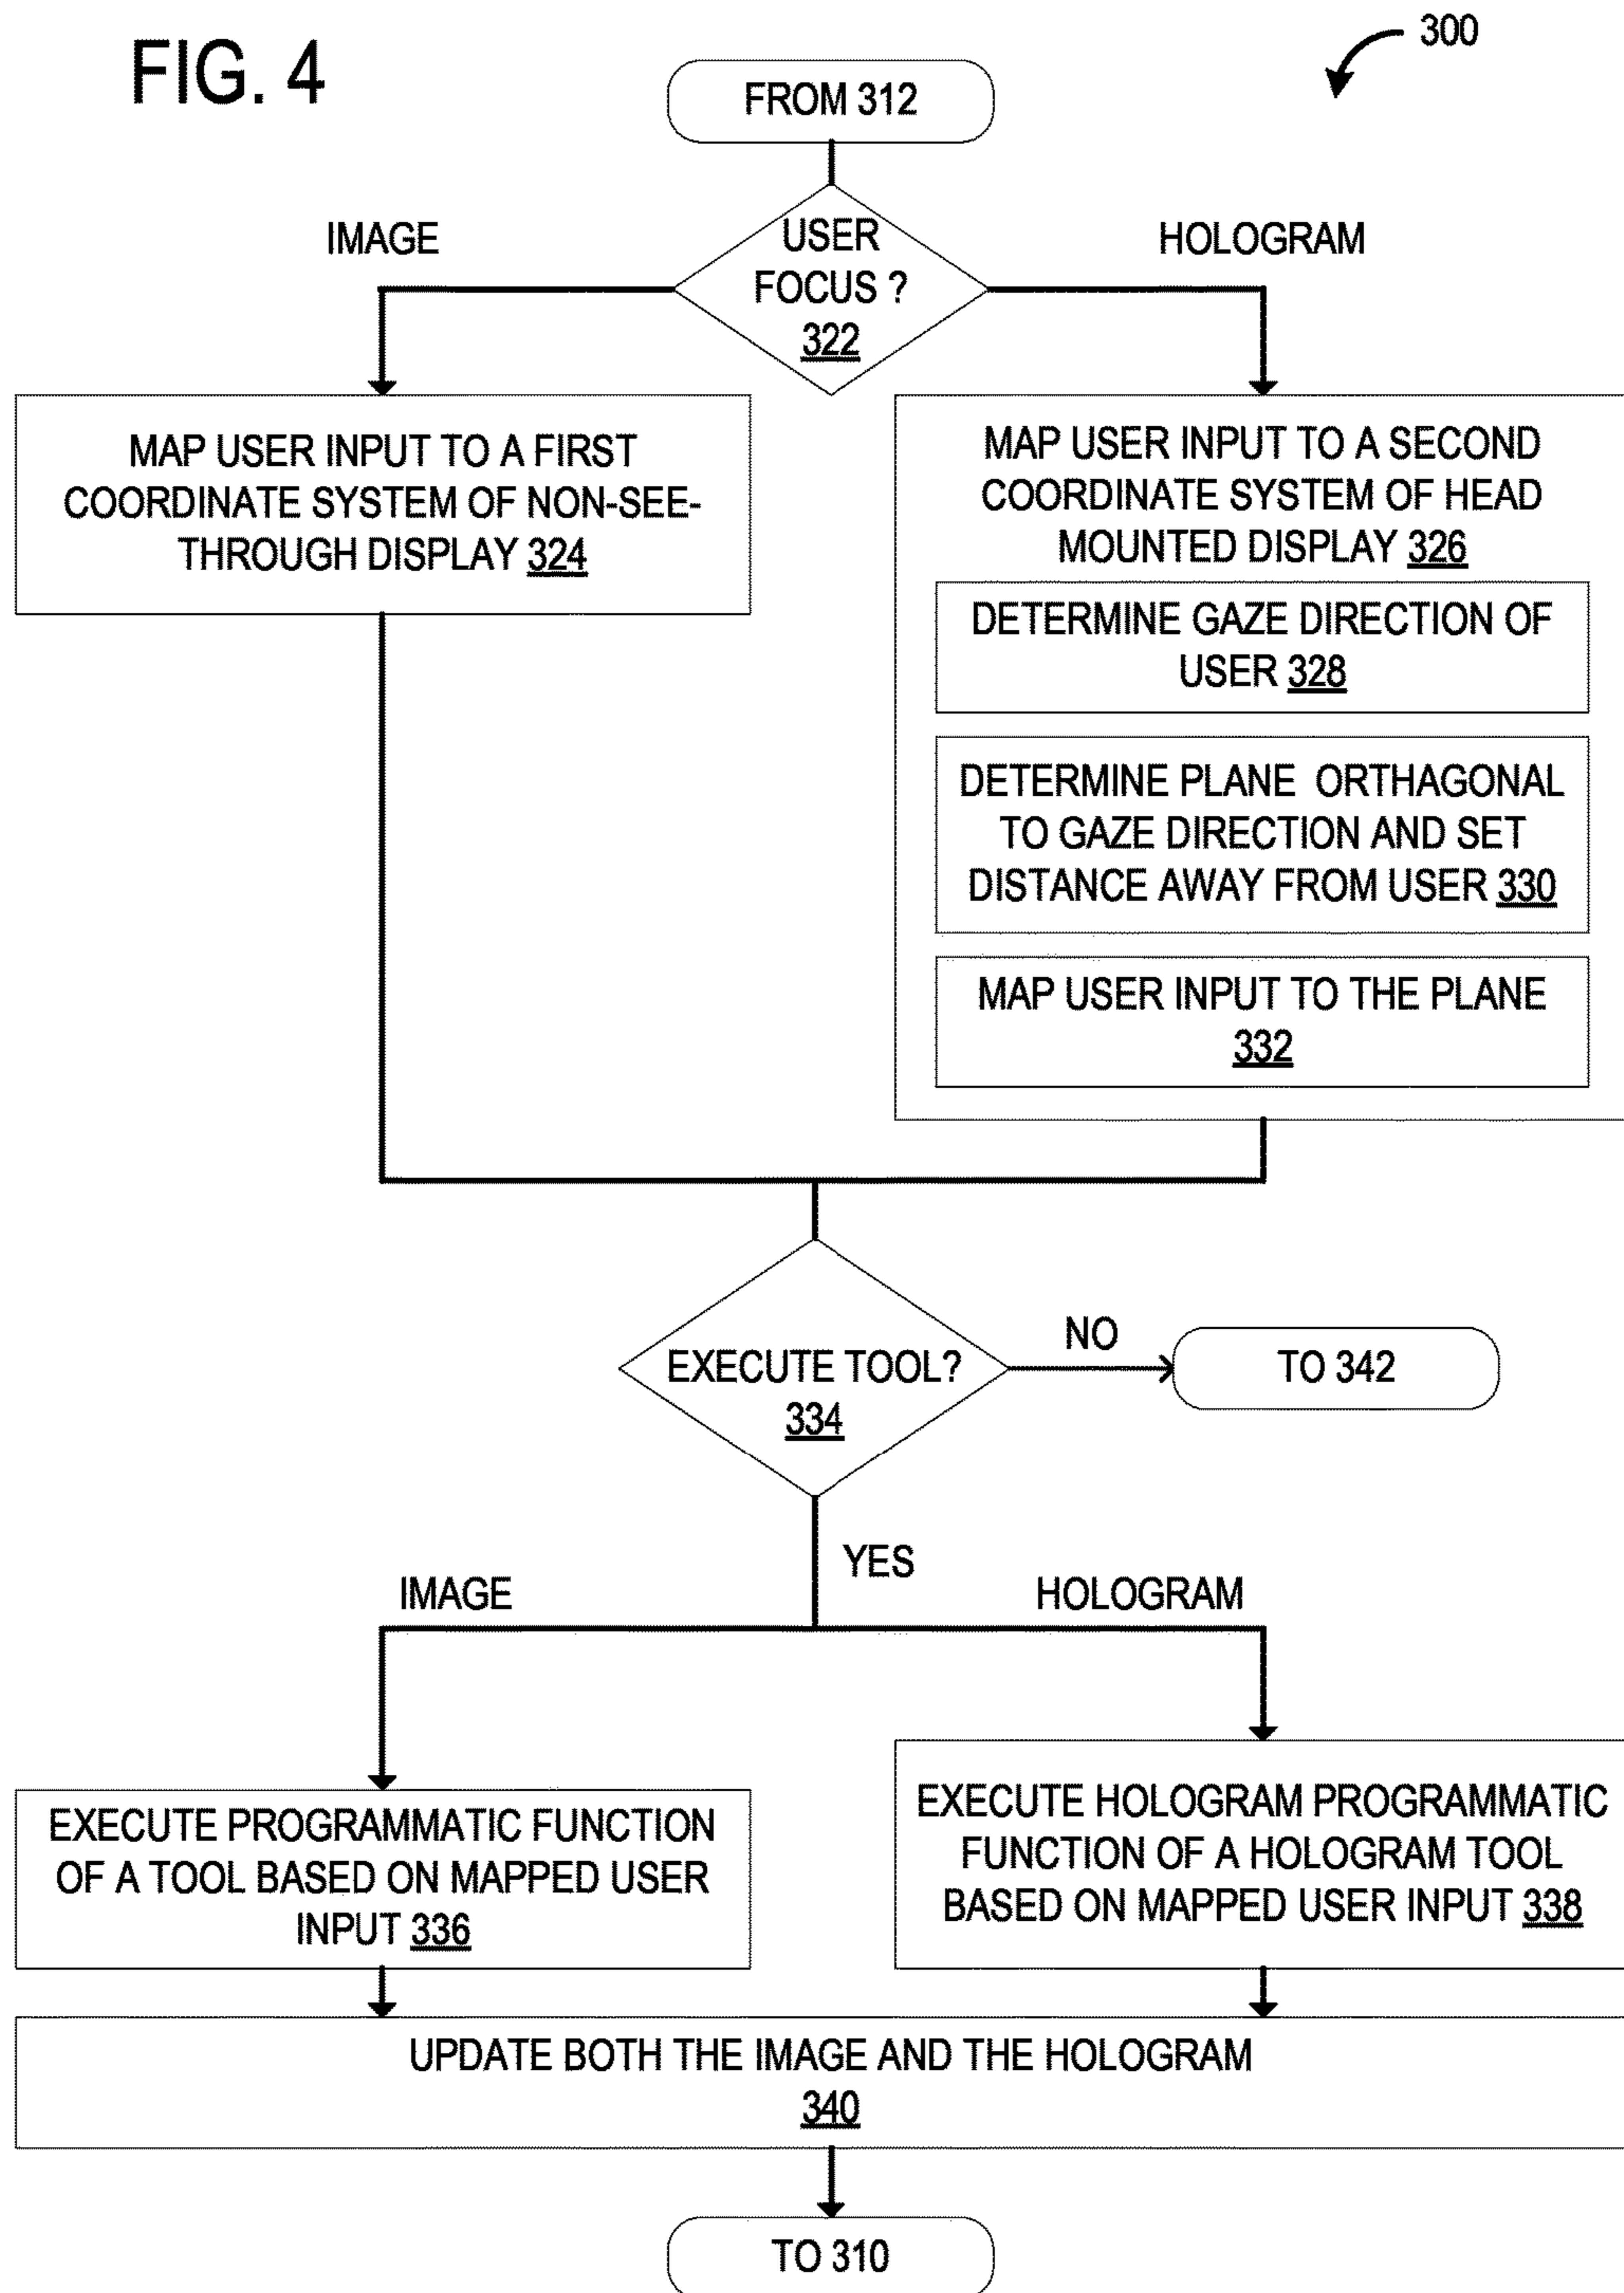 FIG. 4
300
FROM 312
IMAGE
USER
FOCUS ?
322
HOLOGRAM
MAP USER INPUT TO A FIRST
COORDINATE SYSTEM OF NON-SEE-
THROUGH DISPLAY 324
MAP USER INPUT TO A SECOND
COORDINATE SYSTEM OF HEAD
MOUNTED DISPLAY 326
DETERMINE GAZE DIRECTION OF
USER 328
DETERMINE PLANE ORTHAGONAL
TO GAZE DIRECTION AND SET
DISTANCE AWAY FROM USER 330
MAP USER INPUT TO THE PLANE
332
EXECUTE TOOL?
334
NO
TO 342
YES
IMAGE
HOLOGRAM
EXECUTE PROGRAMMATIC FUNCTION
OF A TOOL BASED ON MAPPED USER
INPUT 336
EXECUTE HOLOGRAM PROGRAMMATIC
FUNCTION OF A HOLOGRAM TOOL
BASED ON MAPPED USER INPUT 338
UPDATE BOTH THE IMAGE AND THE HOLOGRAM
340
TO 310